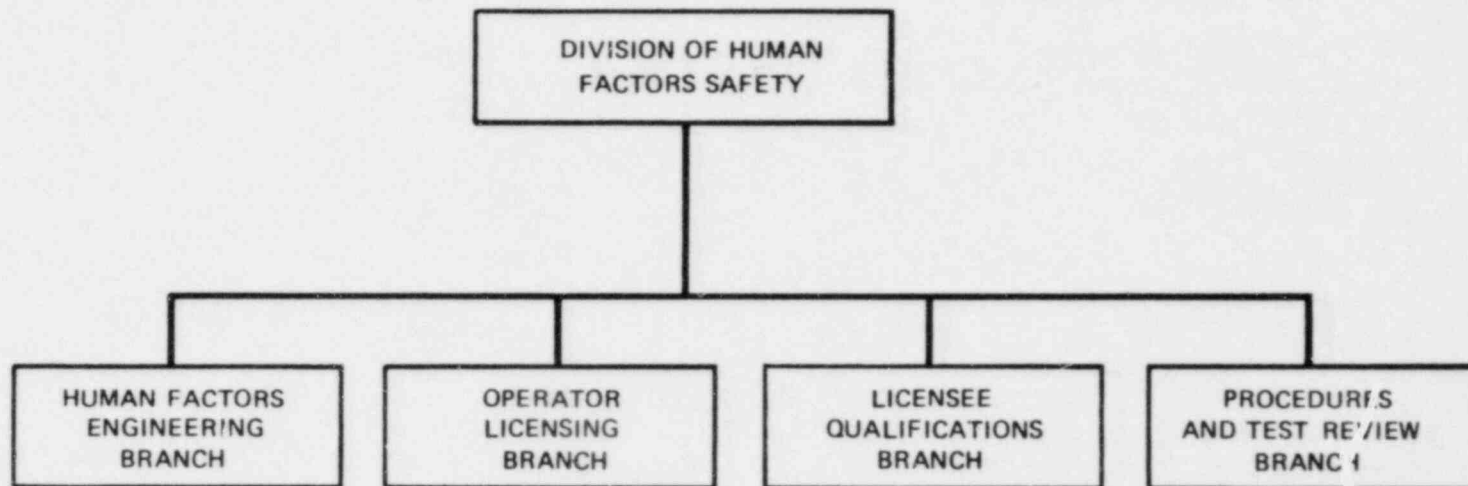 DIVISION OF HUMAN
FACTORS SAFETY
HUMAN FACTORS
ENGINEERING
BRANCH
OPERATOR
LICENSING
BRANCH
LICENSEE
QUALIFICATIONS
BRANCH
PROCEDURES
AND TEST REVIEW
BRANCH